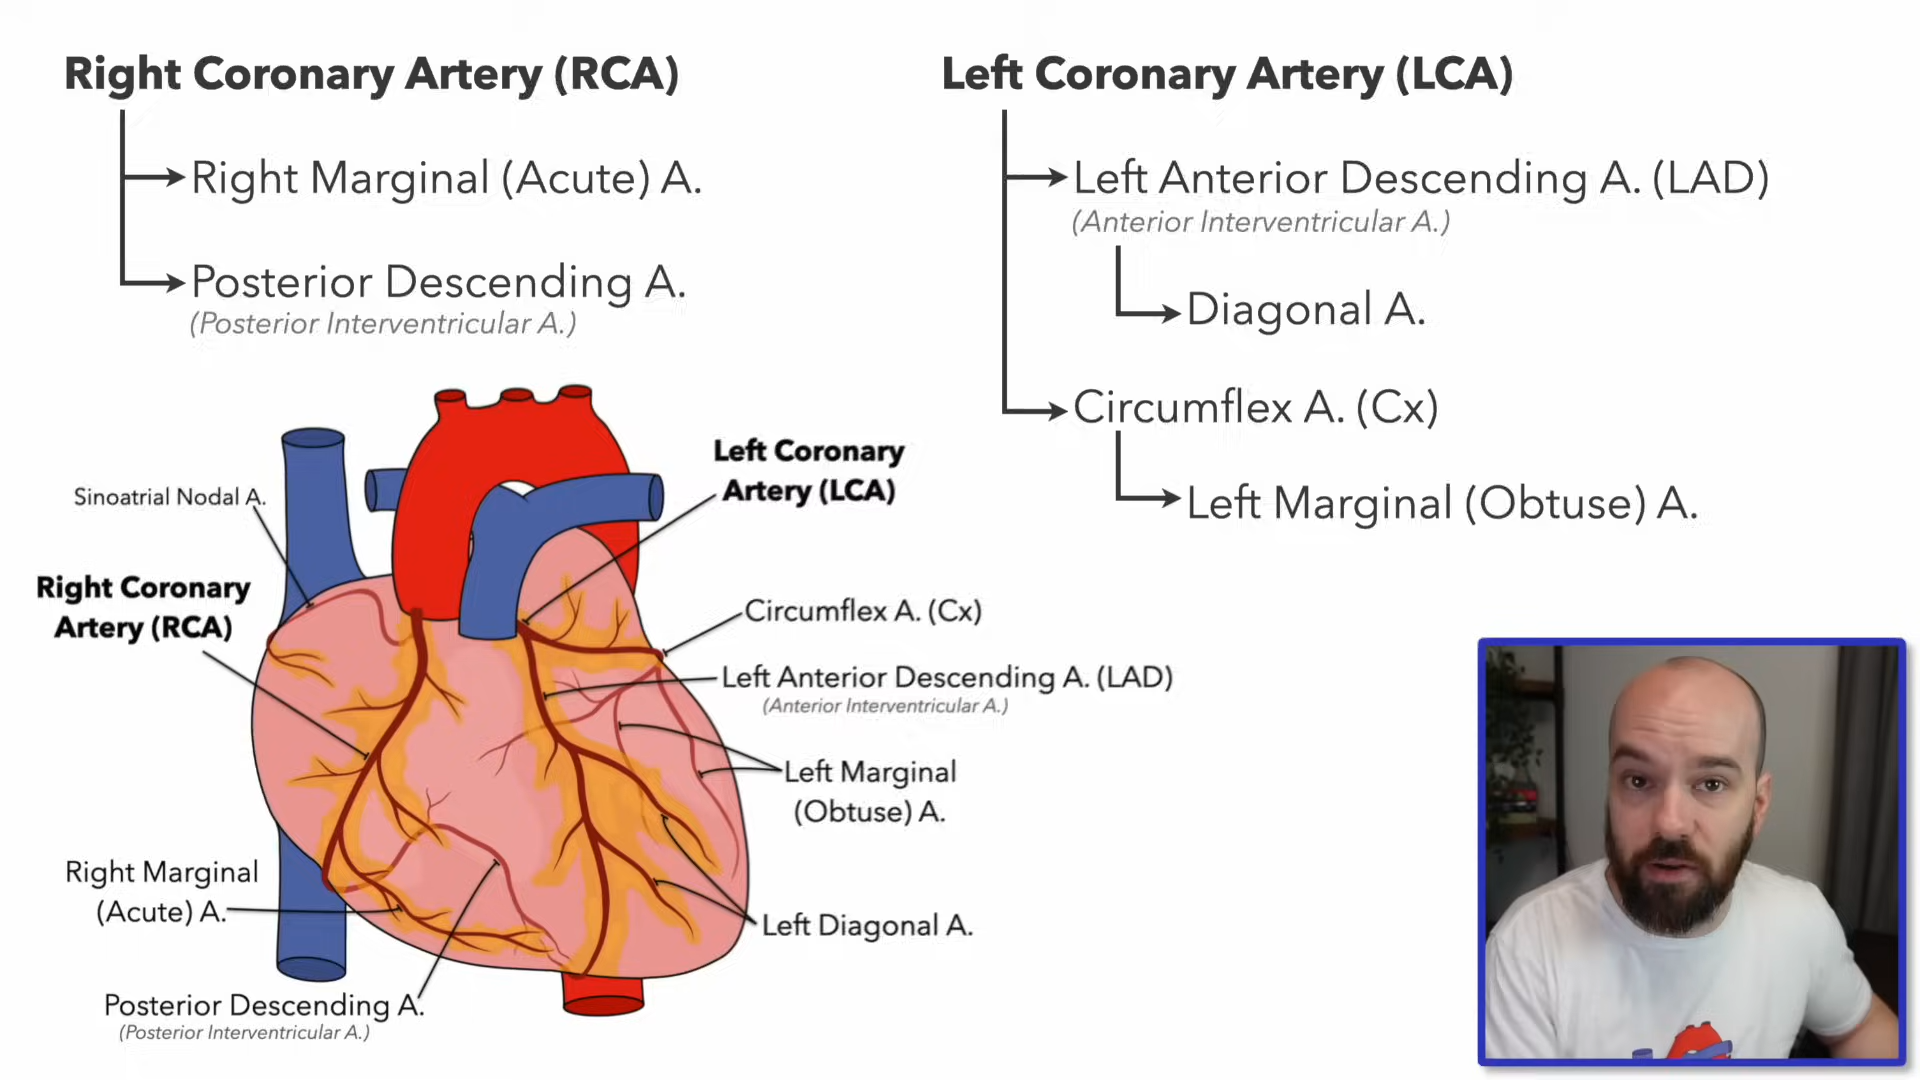 Right Coronary Artery (RCA)
Right Marginal (Acute) A.
Posterior Descending A.
(Posterior Interventricular A.)
Left Coronary Artery (LCA)
Left Anterior Descending A. (LAD)
(Anterior Interventricular A.)
Diagonal A.
Circumflex A. (Cx)
Left Marginal (Obtuse) A.
Sinoatrial Nodal A.
Right Coronary
Artery (RCA)
Right Marginal
(Acute) A.
Posterior Descending A.
(Posterior Interventricular A.)
Left Coronary
Artery (LCA)
Circumflex A. (Cx)
Left Anterior Descending A. (LAD)
(Anterior Interventricular A.)
Left Marginal
(Obtuse) A.
Left Diagonal A.